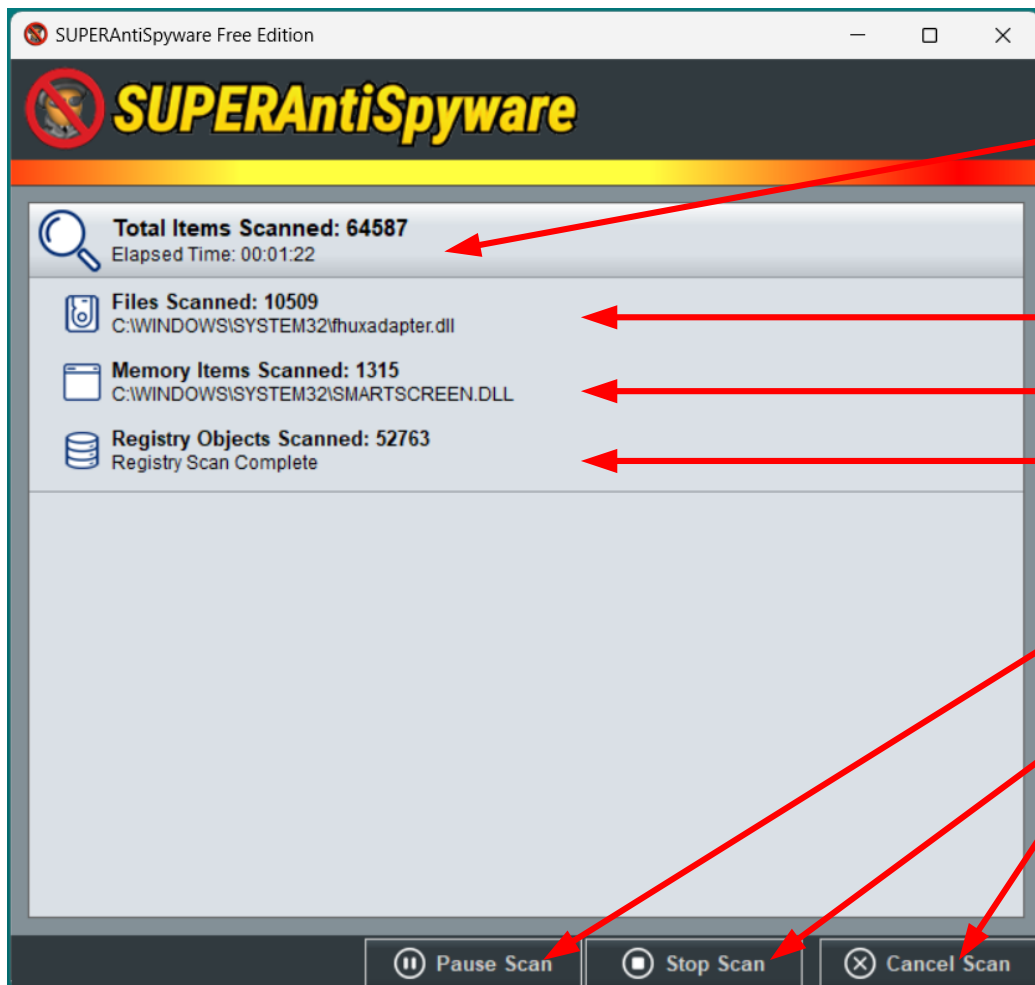 SUPERAntiSpyware Free Edition
SUPERAntiSpyware
Total Items Scanned: 64587
Elapsed Time: 00:01:22
Files Scanned: 10509
C:\WINDOWS\SYSTEM32\fhuxadapter.dll
Memory Items Scanned: 1315
C:\WINDOWS\SYSTEM32\SMARTSCREEN.DLL
Registry Objects Scanned: 52763
Registry Scan Complete
Pause Scan Stop Scan Cancel Scan